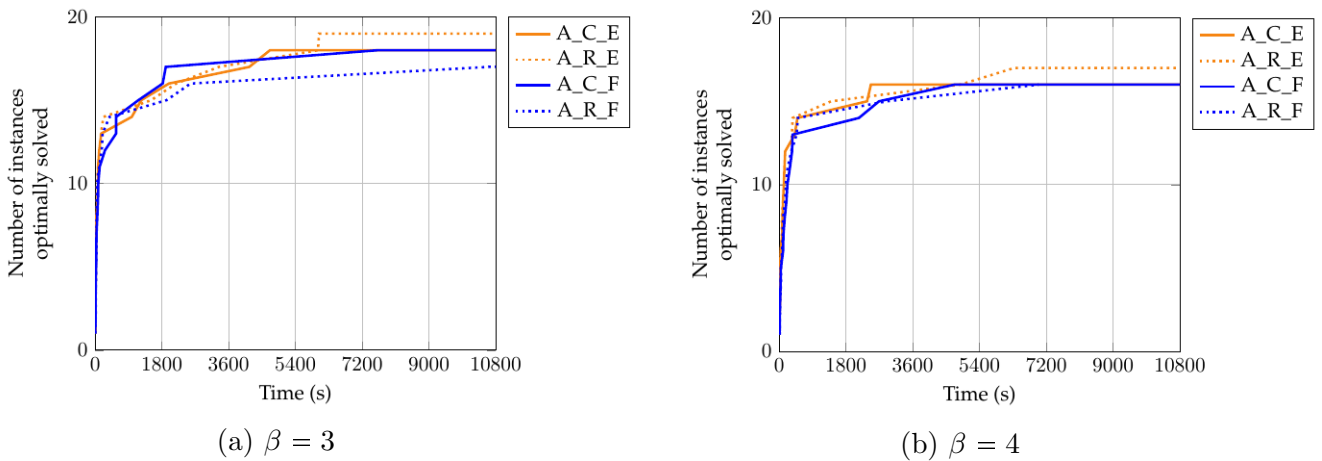 20
10
0
0 1800 3600 5400 7200 9000 10800
Number of instances
optimally solved
Time (s)
A_C_E
A_R_E
A_C_F
A_R_F
(a) β = 3
20
10
0
0 1800 3600 5400 7200 9000 10800
Number of instances
optimally solved
Time (s)
A_C_E
A_R_E
A_C_F
A_R_F
(b) β = 4